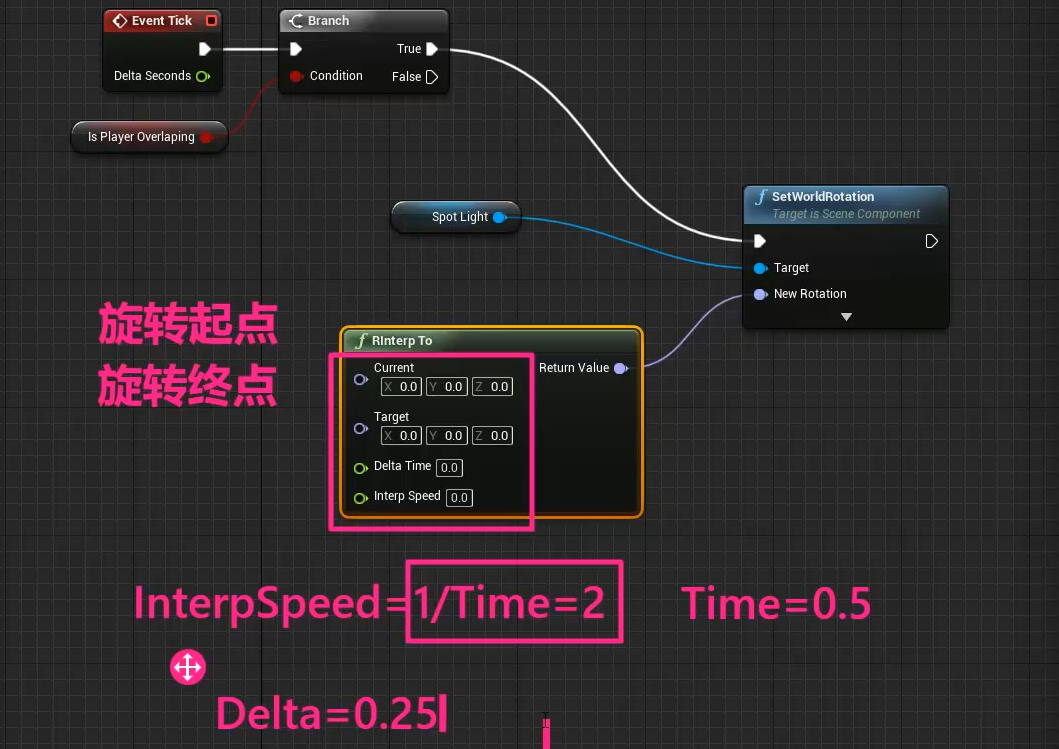 Event Tick
Delta Seconds
Branch
True
Condition
False
Is Player Overlaping
Spot Light
SetWorldRotation
Target is Scene Component
Target
New Rotation
旋转起点
旋转终点
f RInterp To
Current
X 0.0 Y 0.0 Z 0.0
Target
X 0.0 Y 0.0 Z 0.0
Delta Time 0.0
Interp Speed 0.0
Return Value
InterpSpeed=1/Time=2 Time=0.5
Delta=0.25